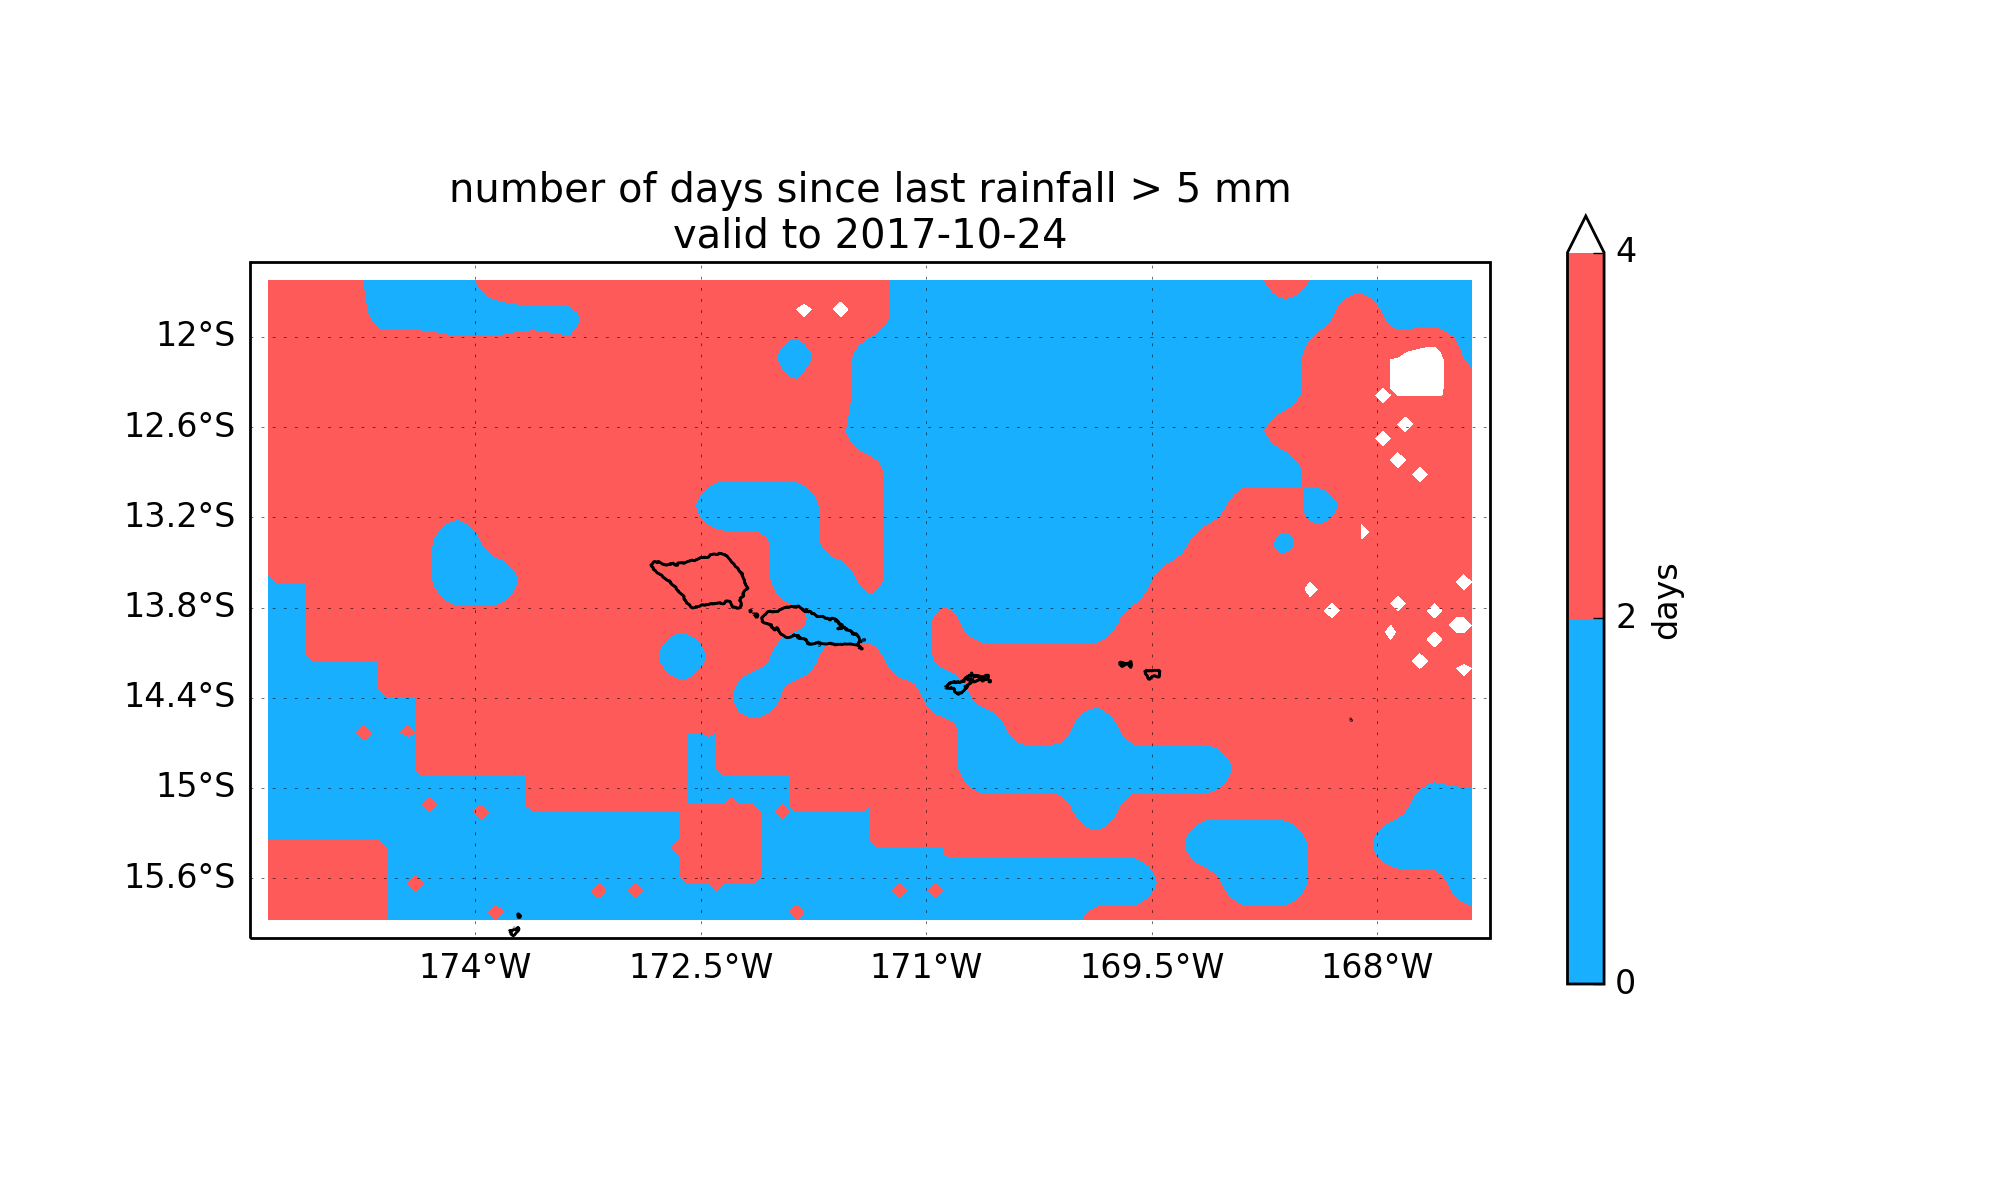 number of days since last rainfall > 5 mm
valid to 2017-10-24
12°S
12.6°S
13.2°S
13.8°S
14.4°S
15°S
15.6°S
174°W 172.5°W 171°W 169.5°W 168°W
4
2
0
days